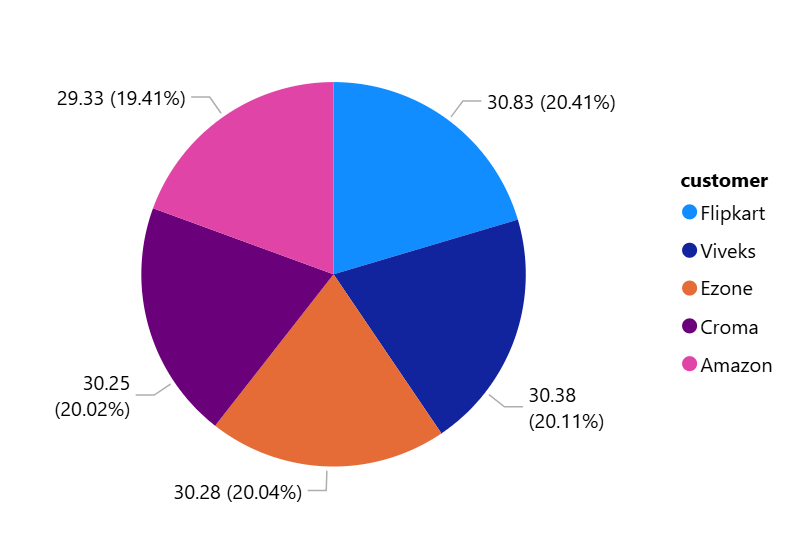 29.33 (19.41%)
30.83 (20.41%)
customer
Flipkart
Viveks
Ezone
Croma
Amazon
30.25
(20.02%)
30.38
(20.11%)
30.28 (20.04%)